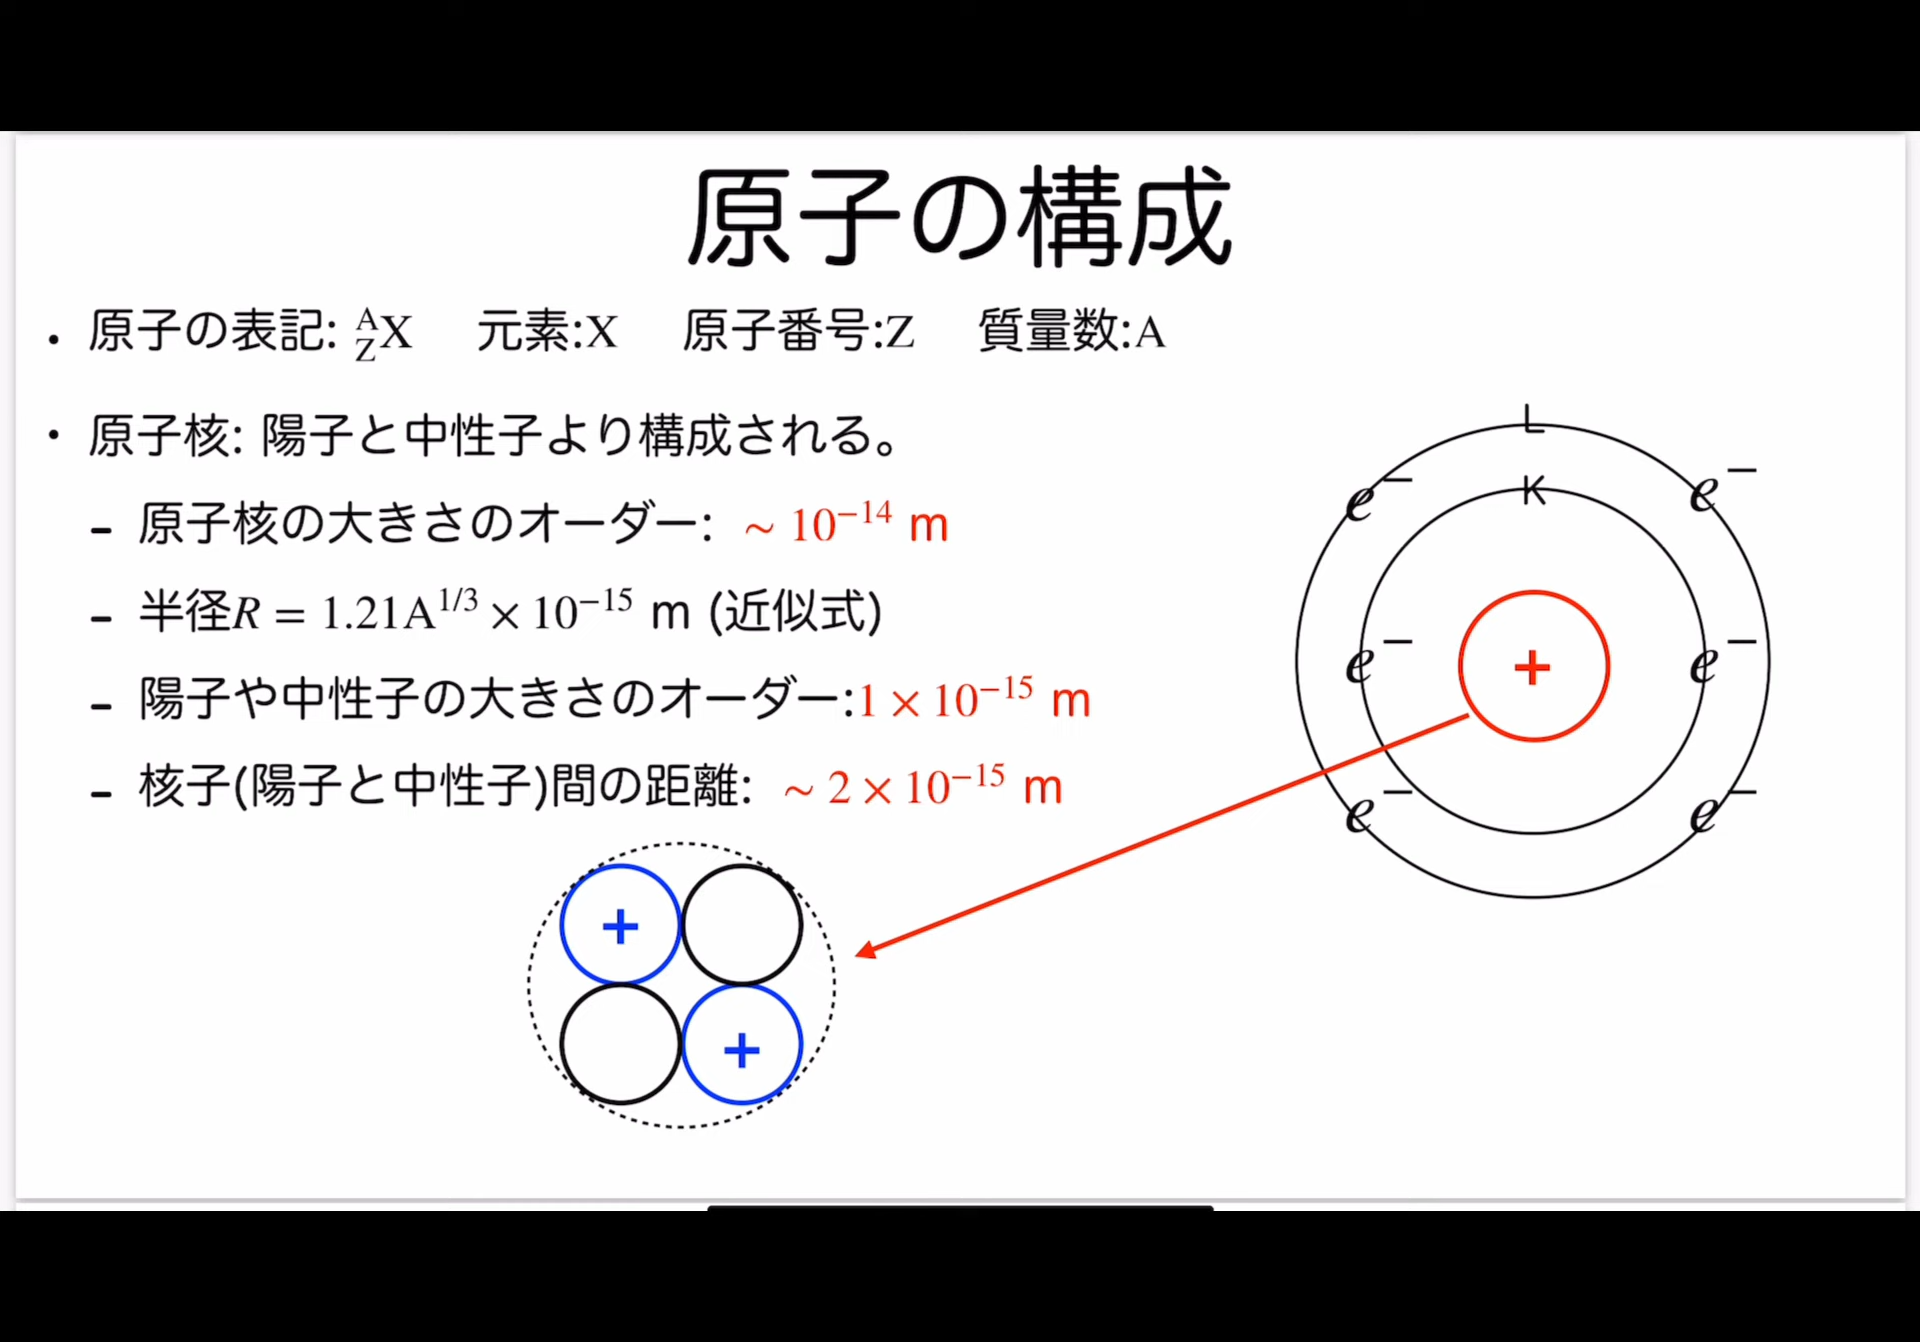 原子の構成
・ 原子の表記: ᴬ_ZX 元素:X 原子番号:Z 質量数:A
・ 原子核: 陽子と中性子より構成される。
- 原子核の大きさのオーダー: ~ 10⁻¹⁴ m
- 半径R = 1.21A^{1/3} × 10⁻¹⁵ m (近似式)
- 陽子や中性子の大きさのオーダー:1 × 10⁻¹⁵ m
- 核子(陽子と中性子)間の距離: ~ 2 × 10⁻¹⁵ m
L
K
e⁻ e⁻
e⁻ + e⁻
e⁻ e⁻
+
+